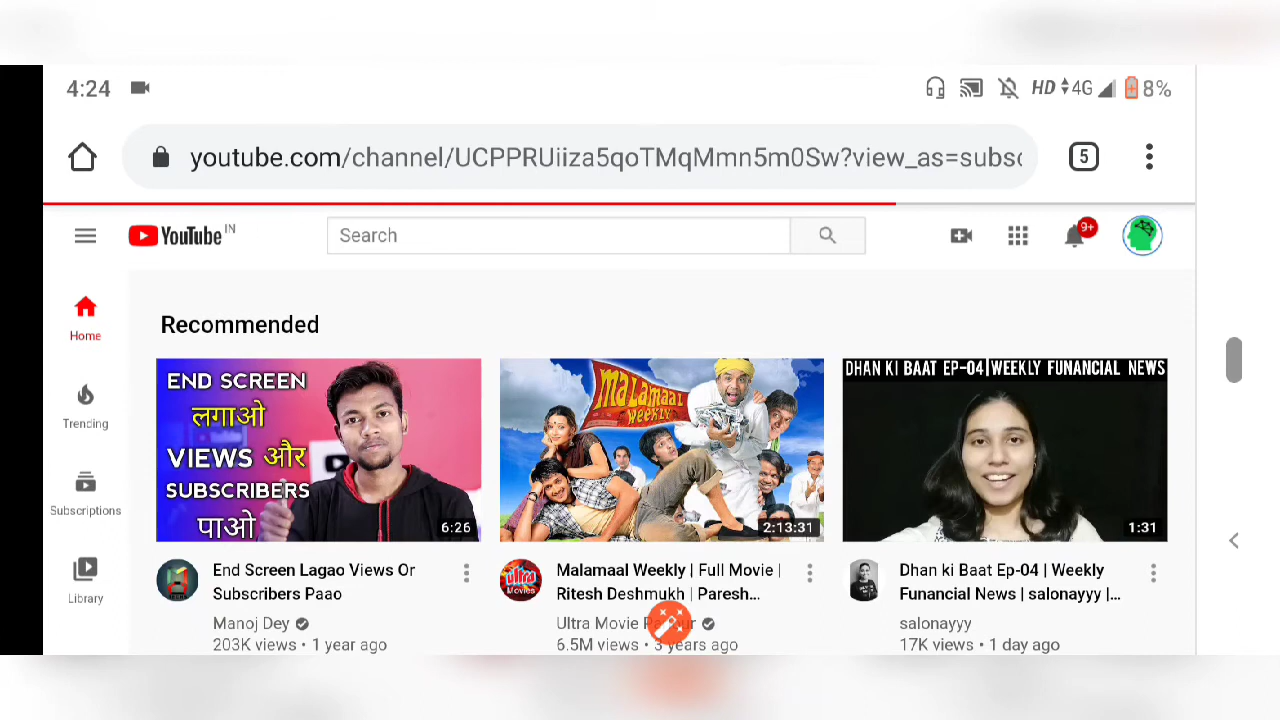 4:24 HD 4G 8%
youtube.com/channel/UCPPRUiiza5qoTMqMmn5m0Sw?view_as=subsc
5
YouTube IN
Search
9+
Home
Trending
Subscriptions
Library
Recommended
END SCREEN
लगाओ
VIEWS और
SUBSCRIBERS
पाओ
6:26
MALAMAAL
WEEKLY
2:13:31
DHAN KI BAAT EP-04|WEEKLY FUNANCIAL NEWS
1:31
End Screen Lagao Views Or
Subscribers Paao
Manoj Dey
203K views • 1 year ago
ultra
Movies
Malamaal Weekly | Full Movie |
Ritesh Deshmukh | Paresh...
Ultra Movie
6.5M views • 3 years ago
Dhan ki Baat Ep-04 | Weekly
Funancial News | salonayyy |...
salonayyy
17K views • 1 day ago